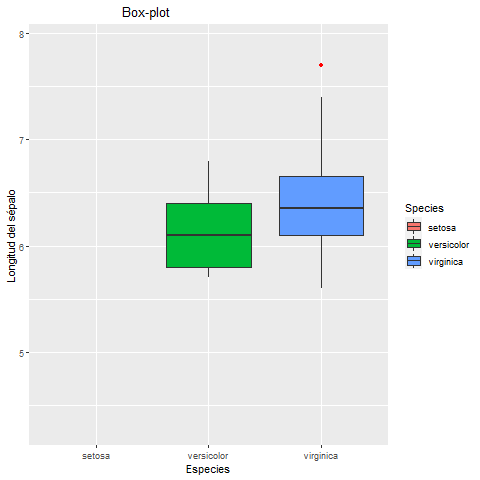 Box-plot
8
7
6
5
Longitud del sépalo
setosa versicolor virginica
Especies
Species
setosa
versicolor
virginica